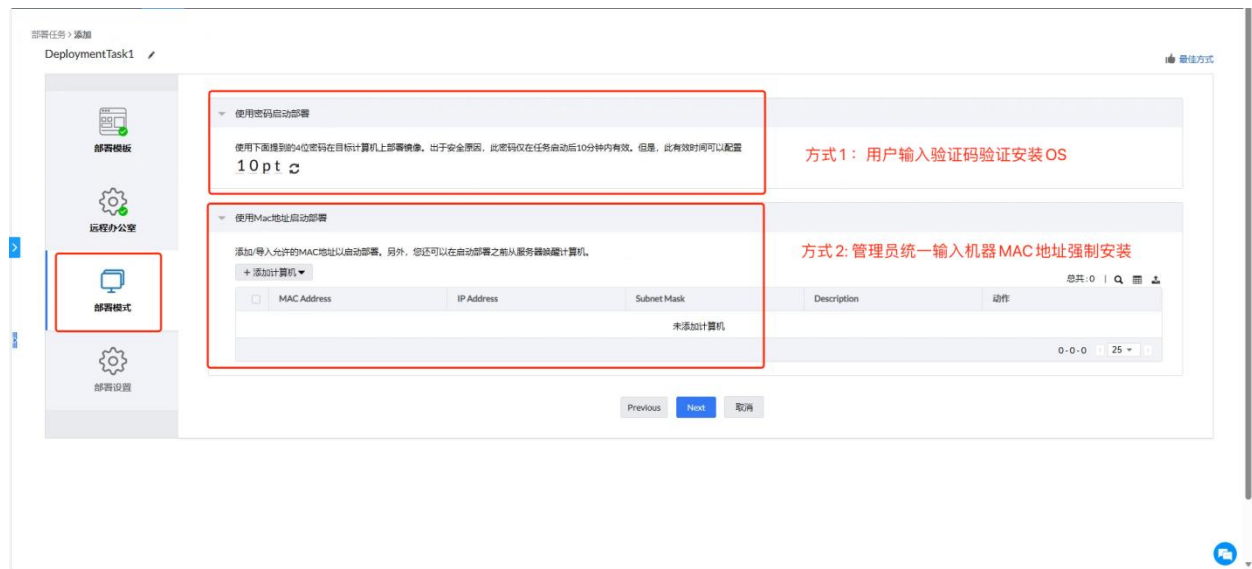 部署任务 > 添加
DeploymentTask1
最佳方式
部署模板
远程办公室
部署模式
部署设置
使用密码启动部署
使用下面提到的4位密码在目标计算机上部署镜像。出于安全原因，此密码仅在任务启动后10分钟内有效。但是，此有效时间可以配置
10pt
方式1：用户输入验证码验证安装OS
使用Mac地址启动部署
添加/导入允许的MAC地址以启动部署。另外，您还可以在启动部署之前从服务器唤醒计算机。
方式2: 管理员统一输入机器MAC地址强制安装
+ 添加计算机
总共:0 |
MAC Address IP Address Subnet Mask Description 动作
未添加计算机
0-0-0 25
Previous Next 取消